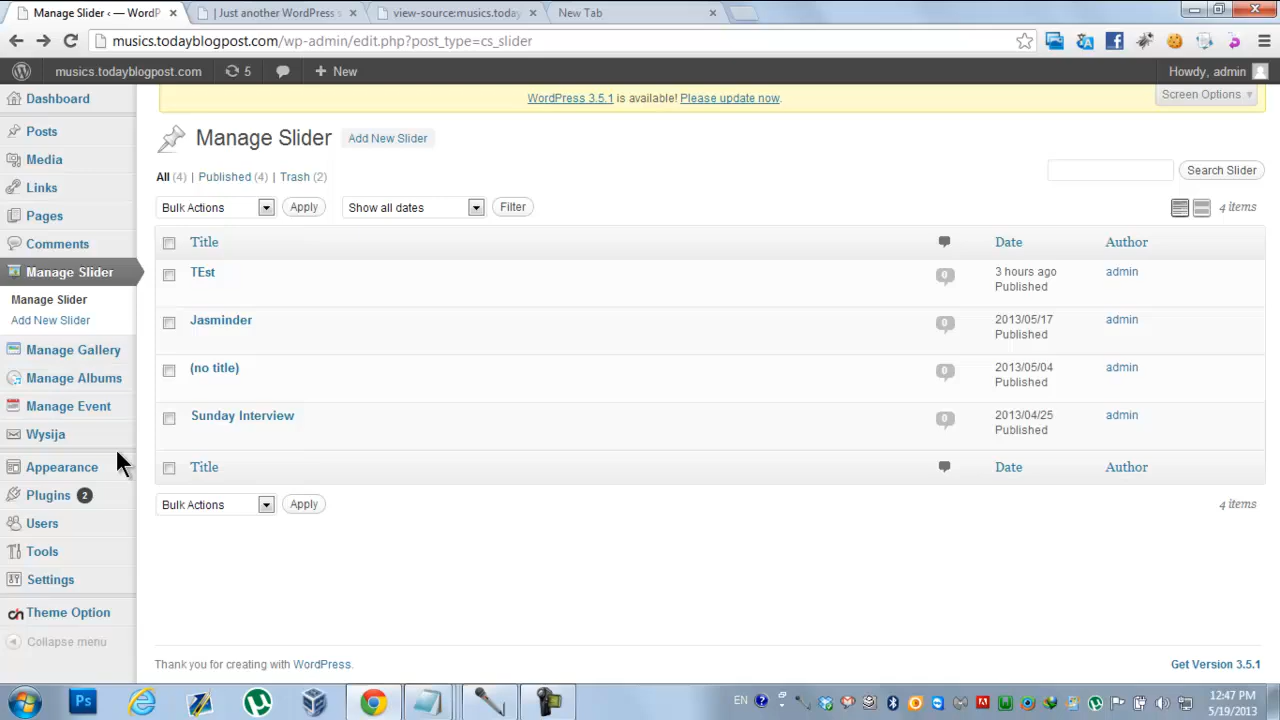 Manage Slider ‹ — WordP
| Just another WordPress s
view-source:musics.today
New Tab
musics.todayblogpost.com/wp-admin/edit.php?post_type=cs_slider
musics.todayblogpost.com
5
New
Howdy, admin
WordPress 3.5.1 is available! Please update now.
Screen Options
Dashboard
Posts
Media
Links
Pages
Comments
Manage Slider
Manage Slider
Add New Slider
Manage Gallery
Manage Albums
Manage Event
Wysija
Appearance
Plugins 2
Users
Tools
Settings
Theme Option
Collapse menu
Manage Slider Add New Slider
All (4) | Published (4) | Trash (2)
Search Slider
Bulk Actions Apply Show all dates Filter
4 items
Title Date Author
TEst 0 3 hours ago admin
Published
Jasminder 0 2013/05/17 admin
Published
(no title) 0 2013/05/04 admin
Published
Sunday Interview 0 2013/04/25 admin
Published
Title Date Author
Bulk Actions Apply 4 items
Thank you for creating with WordPress.
Get Version 3.5.1
Ps
EN
12:47 PM
5/19/2013